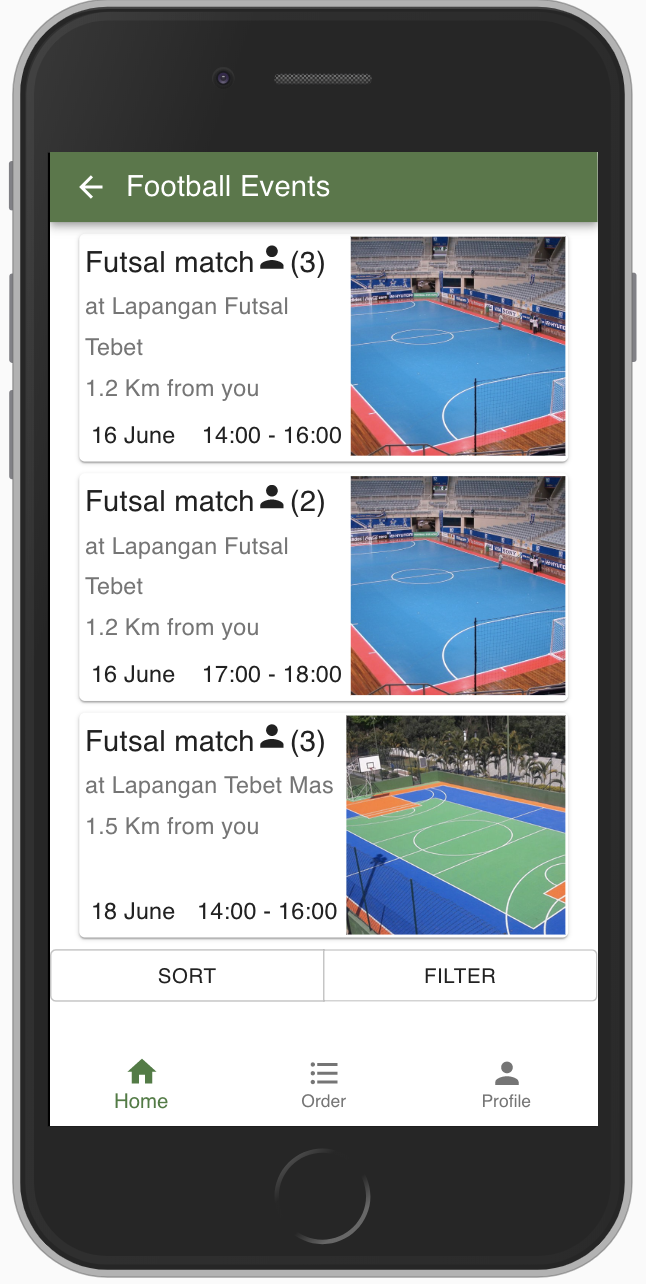 Football Events
Futsal match (3)
at Lapangan Futsal
Tebet
1.2 Km from you
16 June 14:00 - 16:00
Futsal match (2)
at Lapangan Futsal
Tebet
1.2 Km from you
16 June 17:00 - 18:00
Futsal match (3)
at Lapangan Tebet Mas
1.5 Km from you
18 June 14:00 - 16:00
SORT FILTER
Home Order Profile